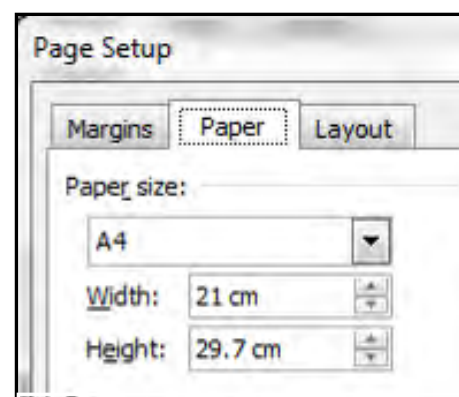 Page Setup
Margins Paper Layout
Paper size:
A4
Width: 21 cm
Height: 29.7 cm